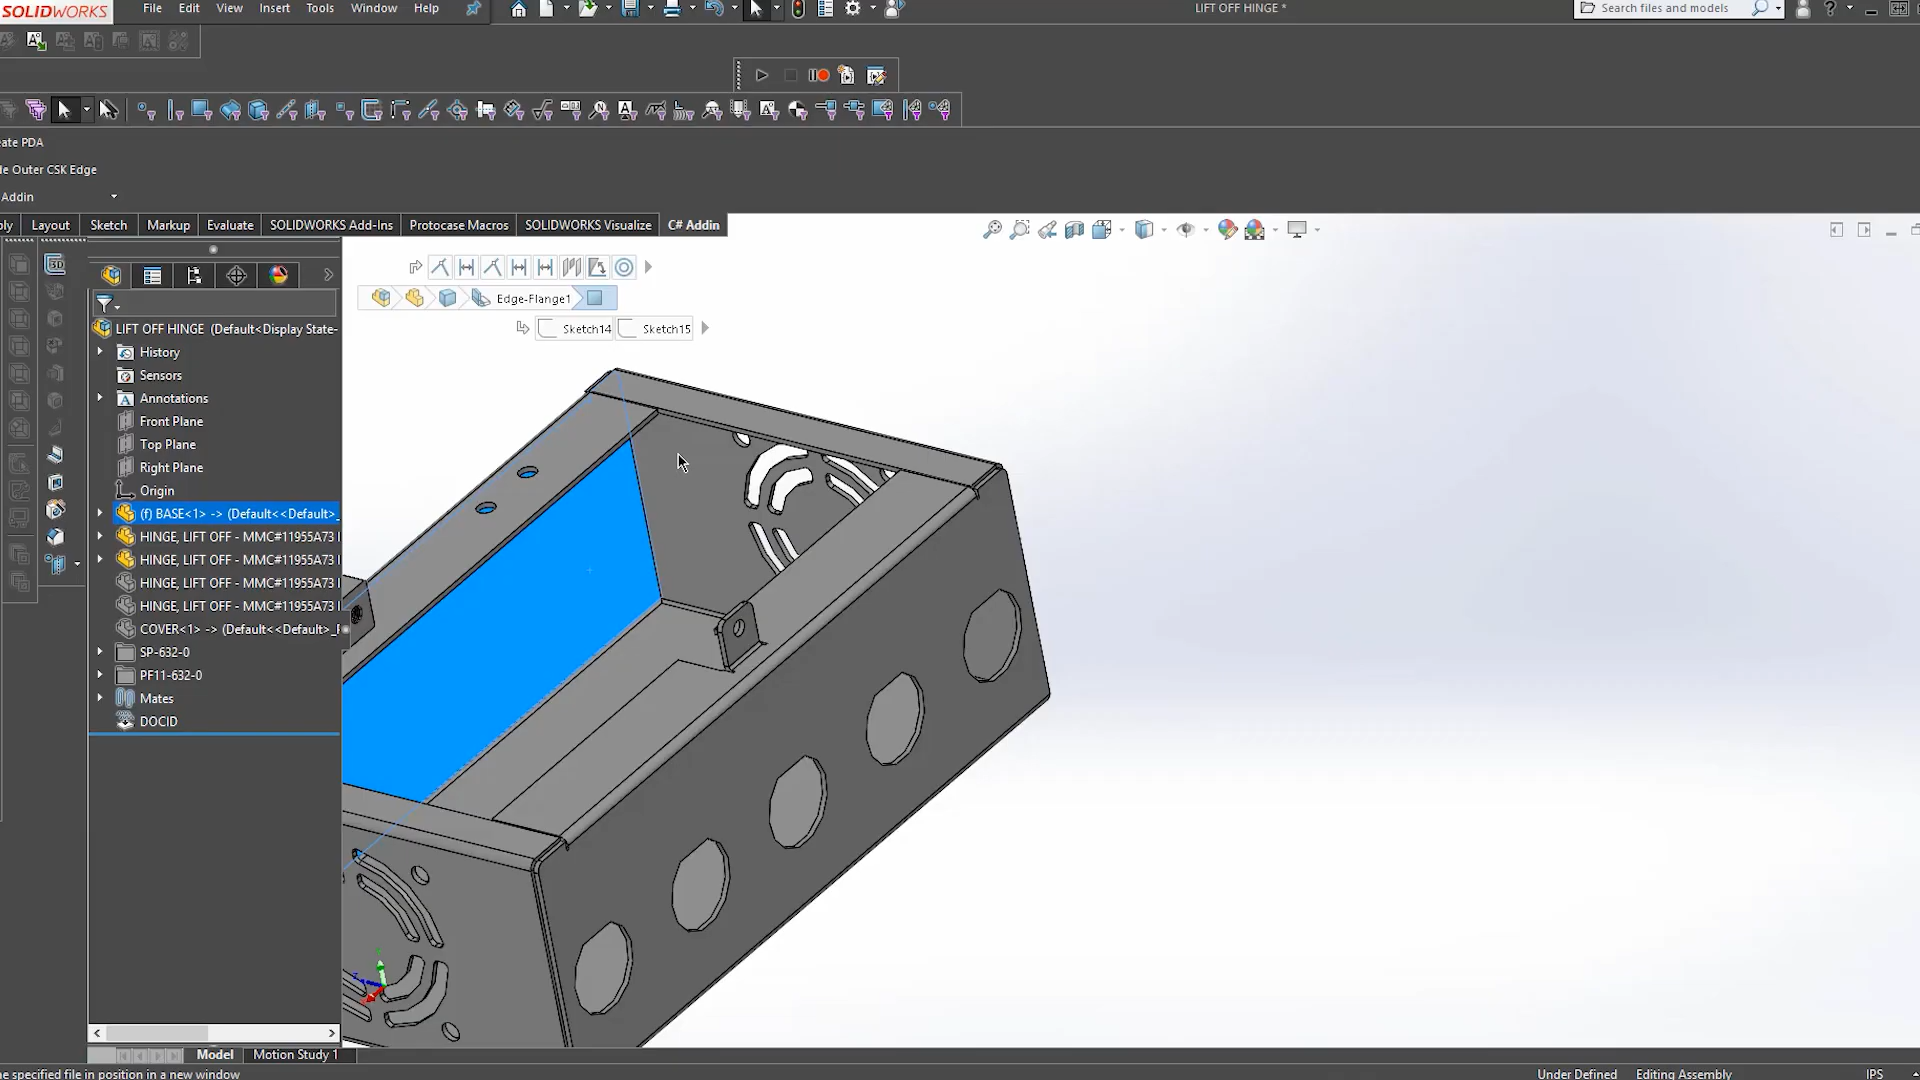 SOLIDWORKS
File Edit View Insert Tools Window Help
LIFT OFF HINGE *
Search files and models
ate PDA
le Outer CSK Edge
Addin
ly Layout Sketch Markup Evaluate SOLIDWORKS Add-Ins Protocase Macros SOLIDWORKS Visualize C# Addin
Edge-Flange1
Sketch14 Sketch15
LIFT OFF HINGE (Default<Display State-
History
Sensors
Annotations
Front Plane
Top Plane
Right Plane
Origin
(f) BASE<1> -> (Default<<Default>_
HINGE, LIFT OFF - MMC#11955A73
HINGE, LIFT OFF - MMC#11955A73
HINGE, LIFT OFF - MMC#11955A73
HINGE, LIFT OFF - MMC#11955A73
COVER<1> -> (Default<<Default>_
SP-632-0
PF11-632-0
Mates
DOCID
Model Motion Study 1
e specified file in position in a new window
Under Defined Editing Assembly IPS